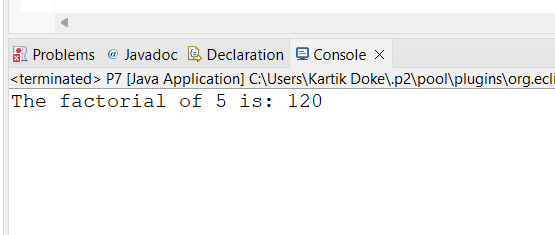 Problems @ Javadoc Declaration Console
<terminated> P7 [Java Application] C:\Users\Kartik Doke\.p2\pool\plugins\org.ecli
The factorial of 5 is: 120